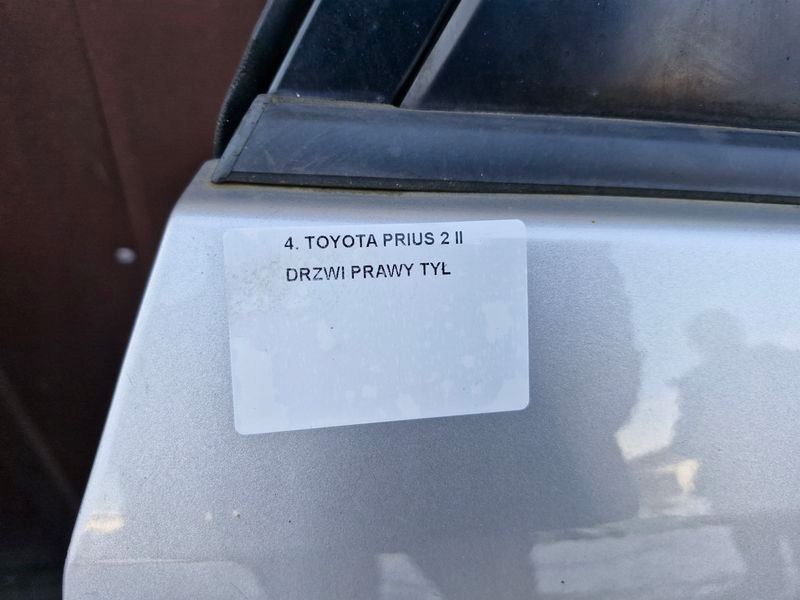 4. TOYOTA PRIUS 2 II
DRZWI PRAWY TYŁ